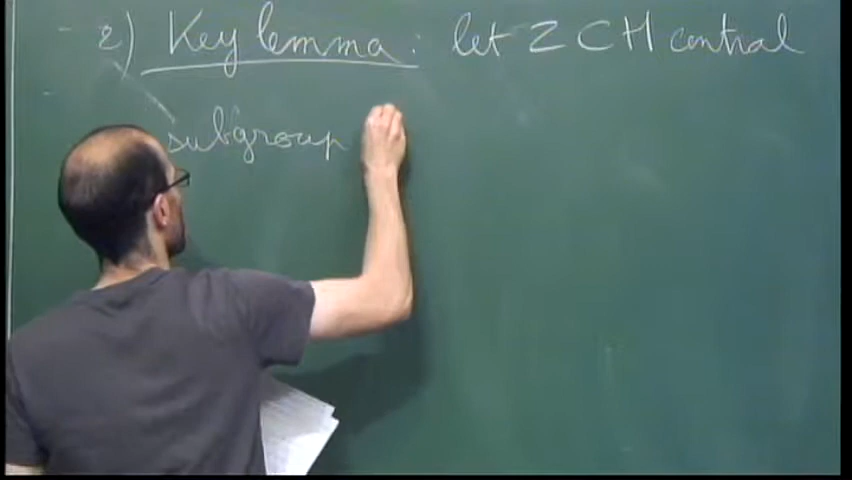 2) Key lemma : let Z ⊂ H central
subgroup